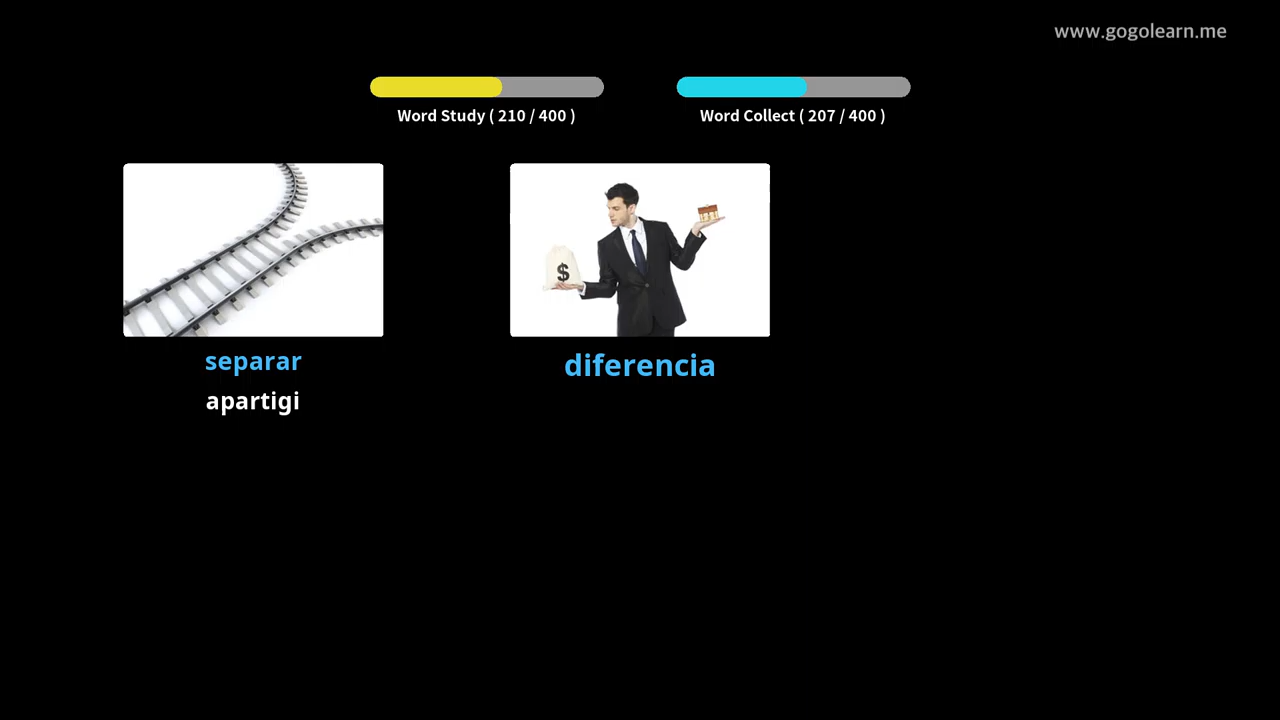 www.gogolearn.me
Word Study ( 210 / 400 )
Word Collect ( 207 / 400 )
$
separar
apartigi
diferencia